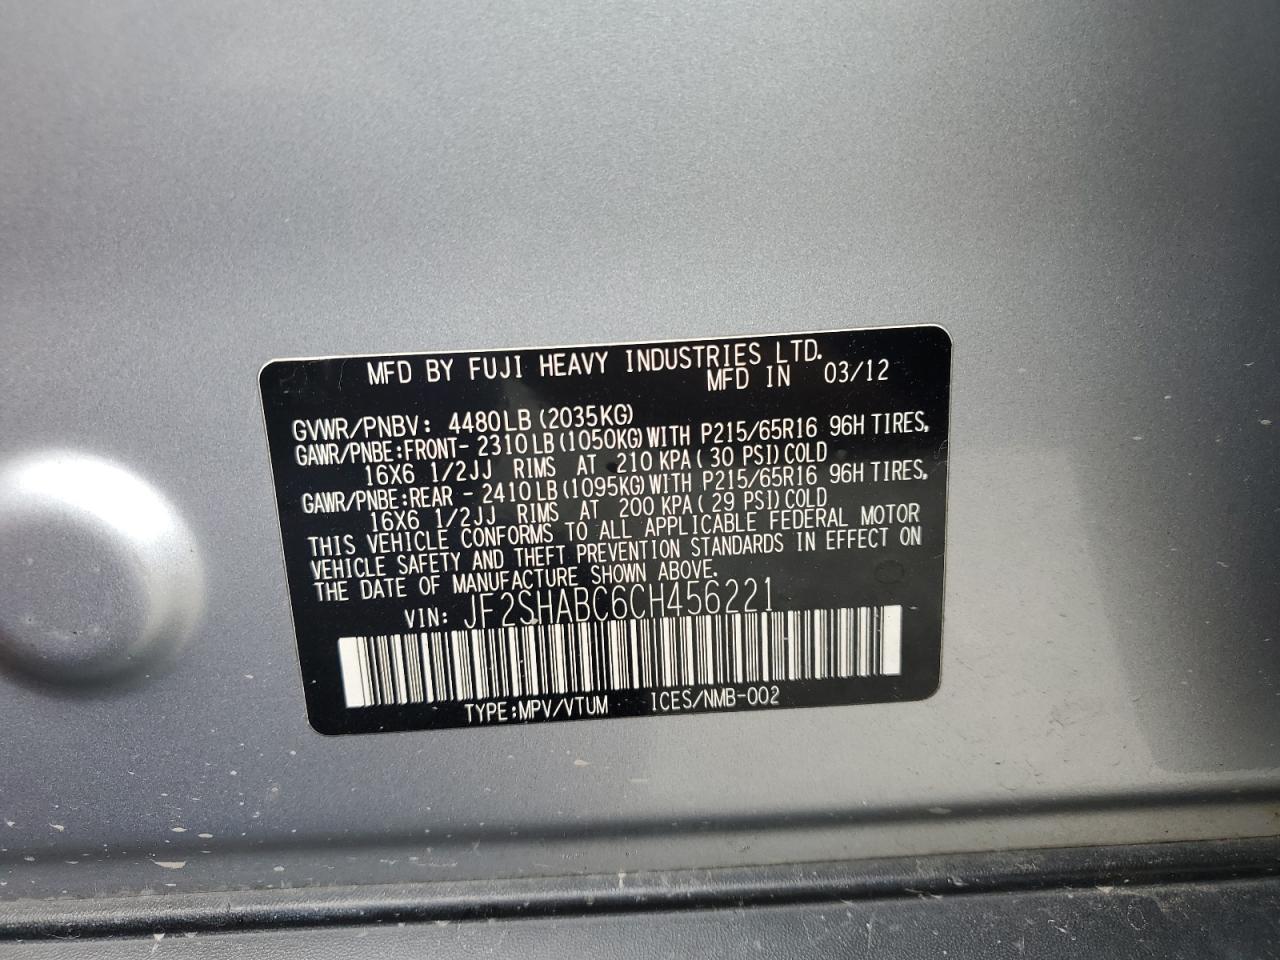 MFD BY FUJI HEAVY INDUSTRIES LTD.
MFD IN 03/12
GVWR/PNBV: 4480LB (2035KG)
GAWR/PNBE:FRONT- 2310LB (1050KG) WITH P215/65R16 96H TIRES,
16X6 1/2JJ RIMS AT 210 KPA ( 30 PSI) COLD
GAWR/PNBE:REAR - 2410LB (1095KG) WITH P215/65R16 96H TIRES,
16X6 1/2JJ RIMS AT 200 KPA ( 29 PSI) COLD
THIS VEHICLE CONFORMS TO ALL APPLICABLE FEDERAL MOTOR
VEHICLE SAFETY AND THEFT PREVENTION STANDARDS IN EFFECT ON
THE DATE OF MANUFACTURE SHOWN ABOVE.
VIN: JF2SHABC6CH456221
TYPE:MPV/VTUM ICES/NMB-002